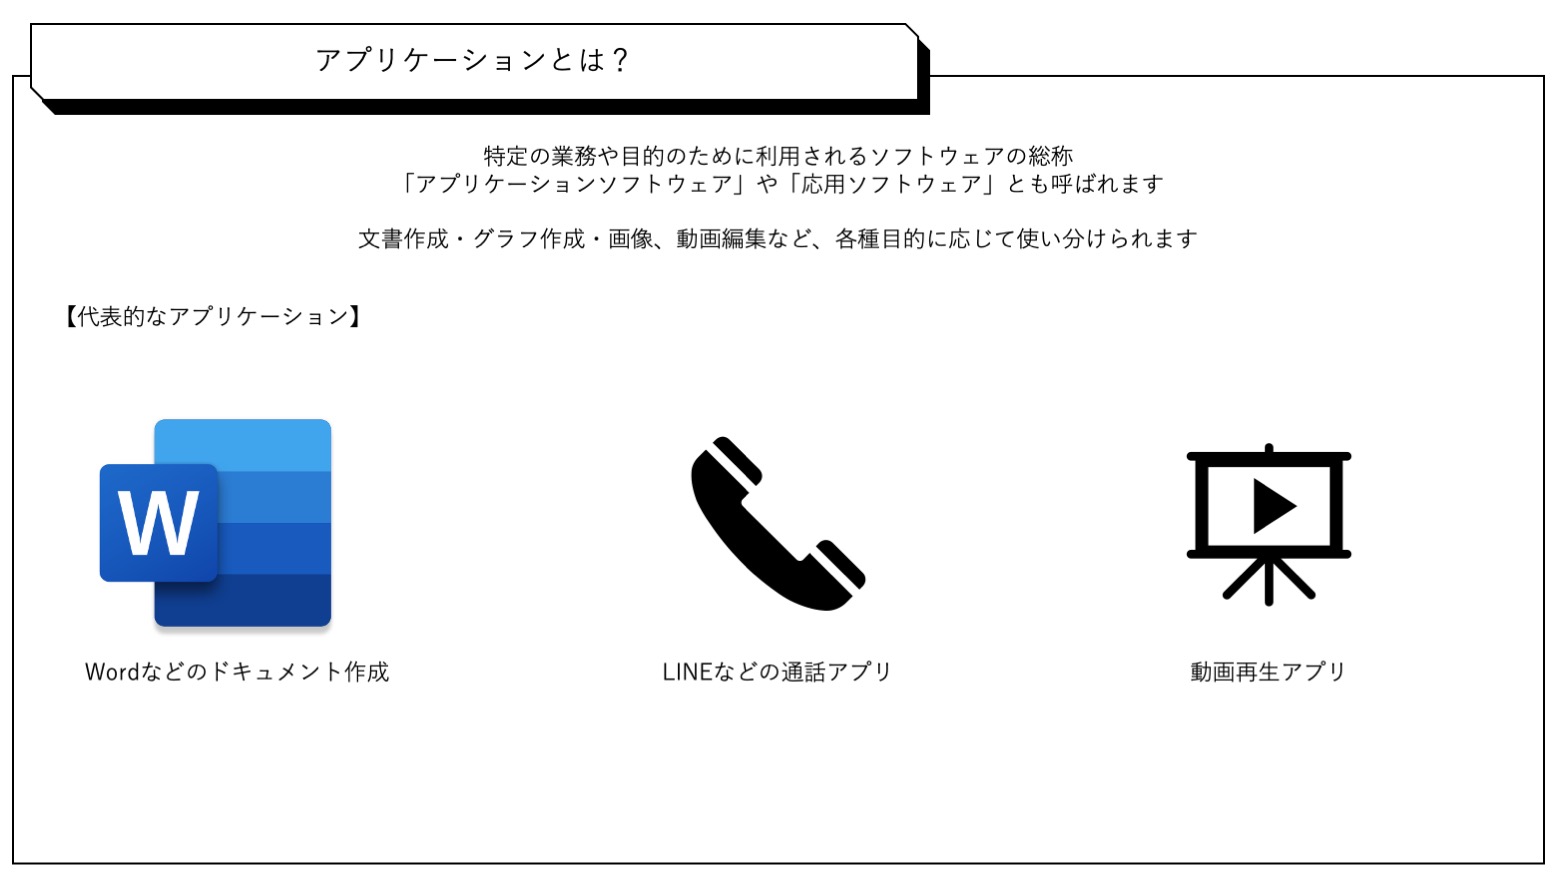 アプリケーションとは？
特定の業務や目的のために利用されるソフトウェアの総称
「アプリケーションソフトウェア」や「応用ソフトウェア」とも呼ばれます
文書作成・グラフ作成・画像、動画編集など、各種目的に応じて使い分けられます
【代表的なアプリケーション】
W
Wordなどのドキュメント作成
LINEなどの通話アプリ
動画再生アプリ